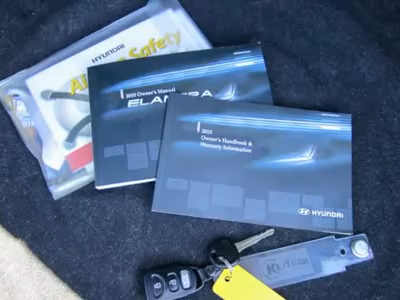 HYUNDAI
Safety
2010 Owner's Manual
ELANTRA
2010
Owner's Handbook &
Warranty Information
HYUNDAI